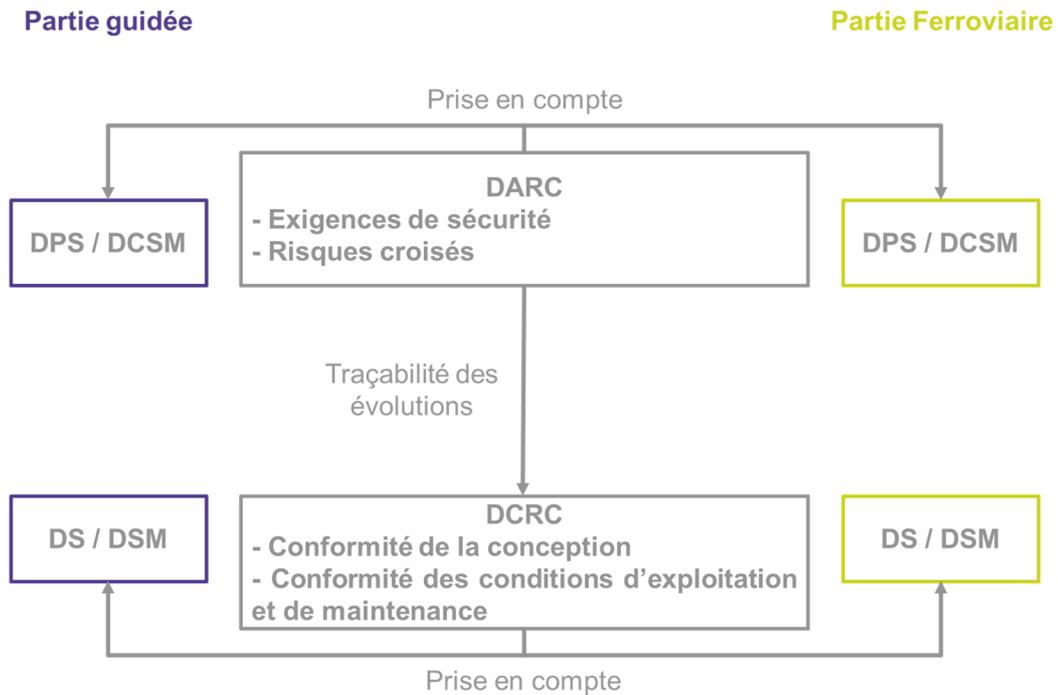 Partie guidée
Partie Ferroviaire
Prise en compte
DARC
- Exigences de sécurité
- Risques croisés
DPS / DCSM
DPS / DCSM
Traçabilité des
évolutions
DCRC
- Conformité de la conception
- Conformité des conditions d’exploitation
et de maintenance
DS / DSM
DS / DSM
Prise en compte